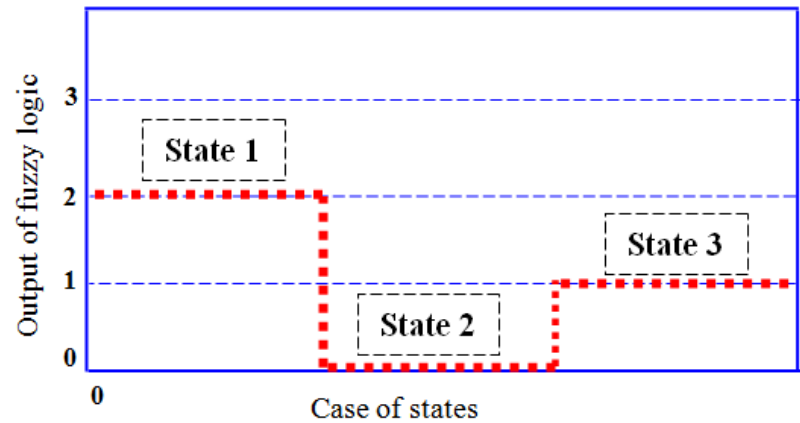 Output of fuzzy logic
3
State 1
2
State 3
1
State 2
0
0
Case of states